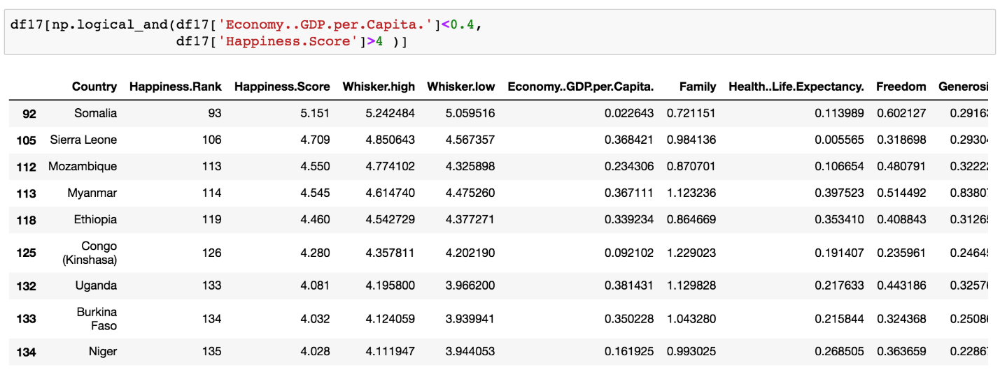 df17[np.logical_and(df17['Economy..GDP.per.Capita.']<0.4,
df17['Happiness.Score']>4 )]
Country Happiness.Rank Happiness.Score Whisker.high Whisker.low Economy..GDP.per.Capita. Family Health..Life.Expectancy. Freedom Generosi
92 Somalia 93 5.151 5.242484 5.059516 0.022643 0.721151 0.113989 0.602127 0.2916
105 Sierra Leone 106 4.709 4.850643 4.567357 0.368421 0.984136 0.005565 0.318698 0.2930
112 Mozambique 113 4.550 4.774102 4.325898 0.234306 0.870701 0.106654 0.480791 0.3222
113 Myanmar 114 4.545 4.614740 4.475260 0.367111 1.123236 0.397523 0.514492 0.8380
118 Ethiopia 119 4.460 4.542729 4.377271 0.339234 0.864669 0.353410 0.408843 0.3126
125 Congo
(Kinshasa) 126 4.280 4.357811 4.202190 0.092102 1.229023 0.191407 0.235961 0.2464
132 Uganda 133 4.081 4.195800 3.966200 0.381431 1.129828 0.217633 0.443186 0.3257
133 Burkina
Faso 134 4.032 4.124059 3.939941 0.350228 1.043280 0.215844 0.324368 0.2508
134 Niger 135 4.028 4.111947 3.944053 0.161925 0.993025 0.268505 0.363659 0.2286